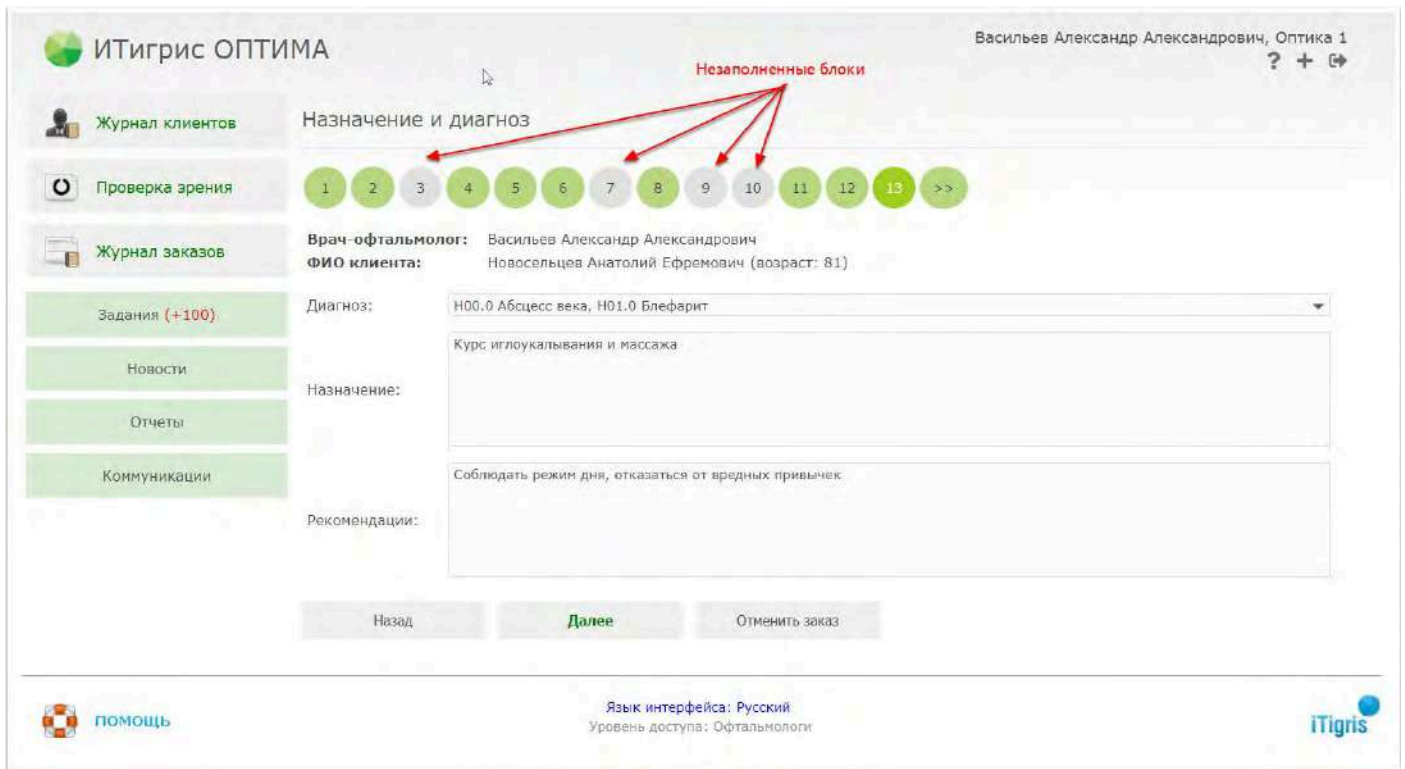 ИТигрис ОПТИМА
Васильев Александр Александрович, Оптика 1
? +
Незаполненные блоки
Журнал клиентов
Назначение и диагноз
Проверка зрения
1 2 3 4 5 6 7 8 9 10 11 12 13 >>
Врач-офтальмолог: Васильев Александр Александрович
Журнал заказов
ФИО клиента: Новосельцев Анатолий Ефремович (возраст: 81)
Задания (+100)
Диагноз: H00.0 Абсцесс века, H01.0 Блефарит
Новости
Курс иглоукалывания и массажа
Назначение:
Отчеты
Коммуникации
Соблюдать режим дня, отказаться от вредных привычек
Рекомендации:
Назад Далее Отменить заказ
ПОМОЩЬ
Язык интерфейса: Русский
Уровень доступа: Офтальмологи
iTigris